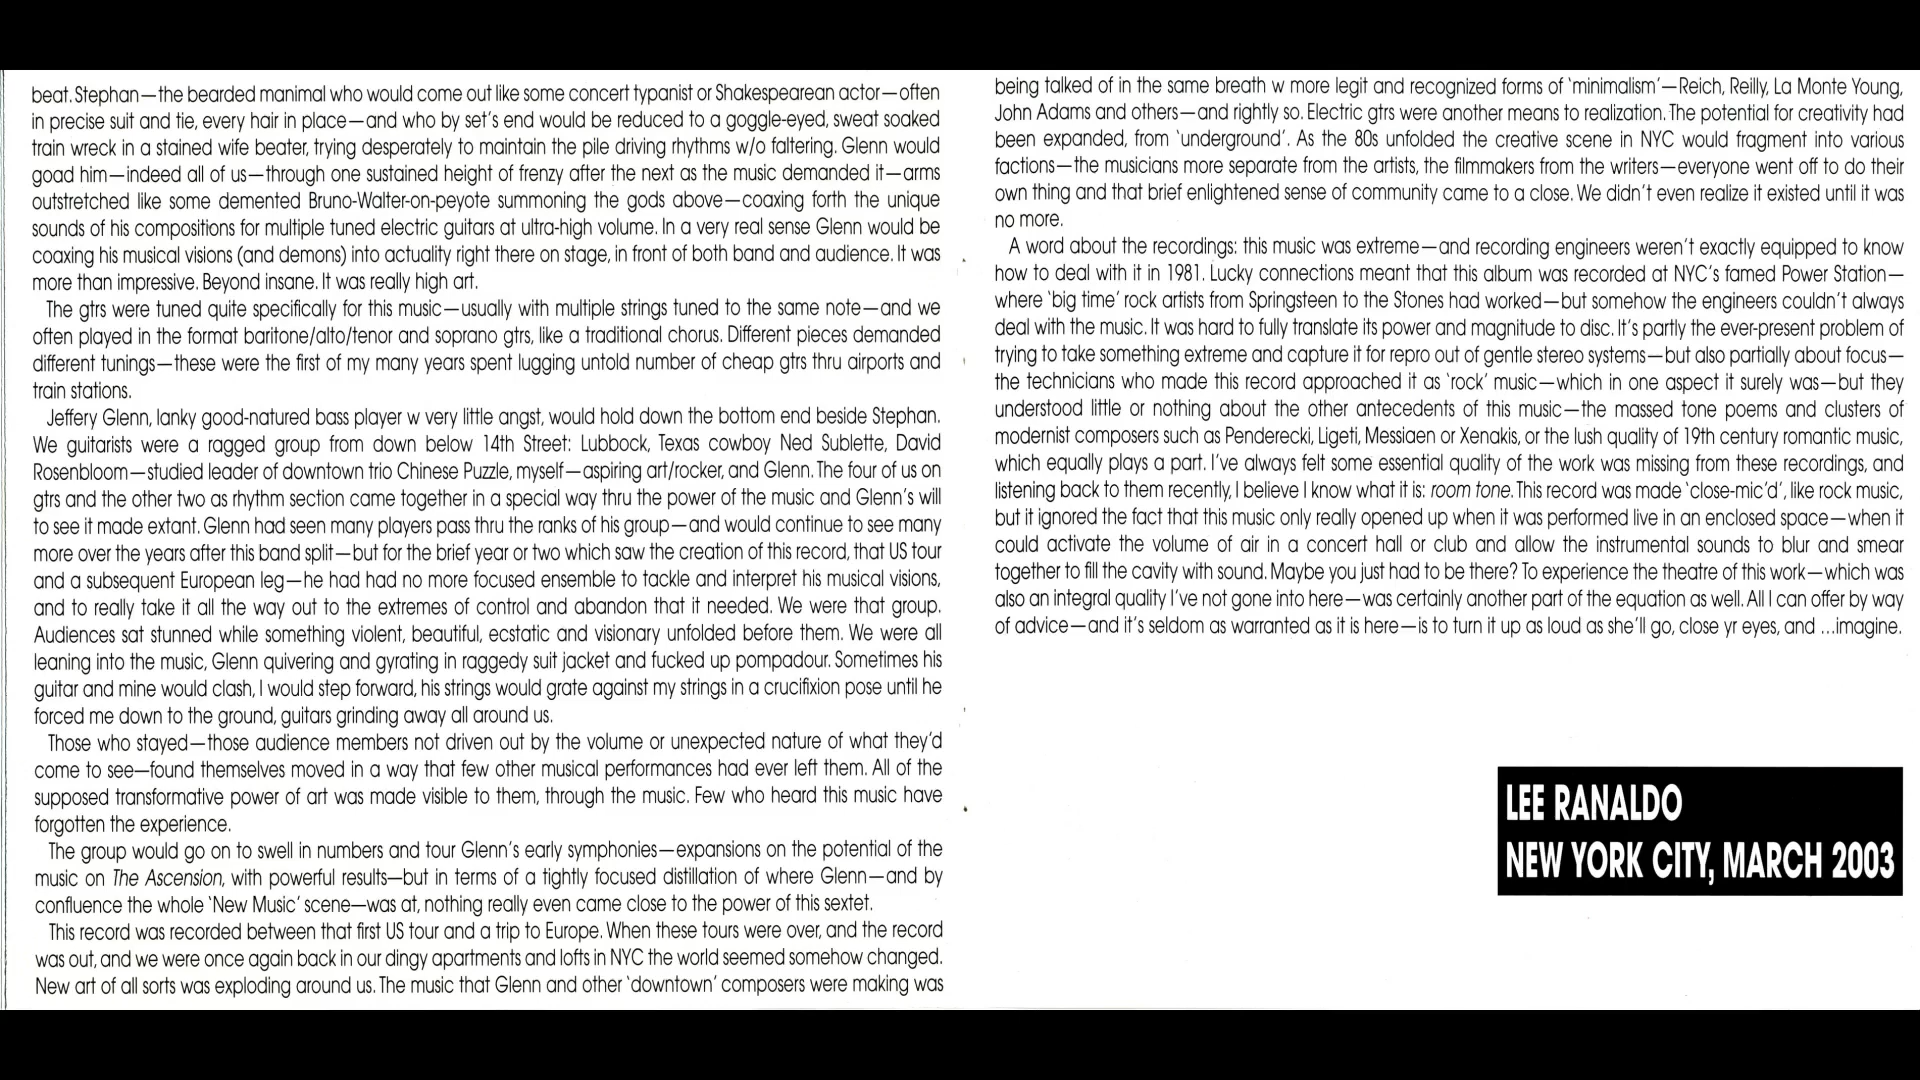 beat. Stephan—the bearded manimal who would come out like some concert typanist or Shakespearean actor—often
in precise suit and tie, every hair in place—and who by set's end would be reduced to a goggle-eyed, sweat soaked
train wreck in a stained wife beater, trying desperately to maintain the pile driving rhythms w/o faltering. Glenn would
goad him—indeed all of us—through one sustained height of frenzy after the next as the music demanded it—arms
outstretched like some demented Bruno-Walter-on-peyote summoning the gods above—coaxing forth the unique
sounds of his compositions for multiple tuned electric guitars at ultra-high volume. In a very real sense Glenn would be
coaxing his musical visions (and demons) into actuality right there on stage, in front of both band and audience. It was
more than impressive. Beyond insane. It was really high art.
The gtrs were tuned quite specifically for this music—usually with multiple strings tuned to the same note—and we
often played in the format baritone/alto/tenor and soprano gtrs, like a traditional chorus. Different pieces demanded
different tunings—these were the first of my many years spent lugging untold number of cheap gtrs thru airports and
train stations.
Jeffery Glenn, lanky good-natured bass player w very little angst, would hold down the bottom end beside Stephan.
We guitarists were a ragged group from down below 14th Street: Lubbock, Texas cowboy Ned Sublette, David
Rosenbloom—studied leader of downtown trio Chinese Puzzle, myself—aspiring art/rocker, and Glenn. The four of us on
gtrs and the other two as rhythm section came together in a special way thru the power of the music and Glenn's will
to see it made extant. Glenn had seen many players pass thru the ranks of his group—and would continue to see many
more over the years after this band split—but for the brief year or two which saw the creation of this record, that US tour
and a subsequent European leg—he had had no more focused ensemble to tackle and interpret his musical visions,
and to really take it all the way out to the extremes of control and abandon that it needed. We were that group.
Audiences sat stunned while something violent, beautiful, ecstatic and visionary unfolded before them. We were all
leaning into the music, Glenn quivering and gyrating in raggedy suit jacket and fucked up pompadour. Sometimes his
guitar and mine would clash, I would step forward, his strings would grate against my strings in a crucifixion pose until he
forced me down to the ground, guitars grinding away all around us.
Those who stayed—those audience members not driven out by the volume or unexpected nature of what they'd
come to see—found themselves moved in a way that few other musical performances had ever left them. All of the
supposed transformative power of art was made visible to them, through the music. Few who heard this music have
forgotten the experience.
The group would go on to swell in numbers and tour Glenn's early symphonies—expansions on the potential of the
music on The Ascension, with powerful results—but in terms of a tightly focused distillation of where Glenn—and by
confluence the whole 'New Music' scene—was at, nothing really even came close to the power of this sextet.
This record was recorded between that first US tour and a trip to Europe. When these tours were over, and the record
was out, and we were once again back in our dingy apartments and lofts in NYC the world seemed somehow changed.
New art of all sorts was exploding around us. The music that Glenn and other 'downtown' composers were making was
being talked of in the same breath w more legit and recognized forms of 'minimalism'—Reich, Reilly, La Monte Young,
John Adams and others—and rightly so. Electric gtrs were another means to realization. The potential for creativity had
been expanded, from 'underground'. As the 80s unfolded the creative scene in NYC would fragment into various
factions—the musicians more separate from the artists, the filmmakers from the writers—everyone went off to do their
own thing and that brief enlightened sense of community came to a close. We didn't even realize it existed until it was
no more.
A word about the recordings: this music was extreme—and recording engineers weren't exactly equipped to know
how to deal with it in 1981. Lucky connections meant that this album was recorded at NYC's famed Power Station—
where 'big time' rock artists from Springsteen to the Stones had worked—but somehow the engineers couldn't always
deal with the music. It was hard to fully translate its power and magnitude to disc. It's partly the ever-present problem of
trying to take something extreme and capture it for repro out of gentle stereo systems—but also partially about focus—
the technicians who made this record approached it as 'rock' music—which in one aspect it surely was—but they
understood little or nothing about the other antecedents of this music—the massed tone poems and clusters of
modernist composers such as Penderecki, Ligeti, Messiaen or Xenakis, or the lush quality of 19th century romantic music,
which equally plays a part. I've always felt some essential quality of the work was missing from these recordings, and
listening back to them recently, I believe I know what it is: room tone. This record was made 'close-mic'd', like rock music,
but it ignored the fact that this music only really opened up when it was performed live in an enclosed space—when it
could activate the volume of air in a concert hall or club and allow the instrumental sounds to blur and smear
together to fill the cavity with sound. Maybe you just had to be there? To experience the theatre of this work—which was
also an integral quality I've not gone into here—was certainly another part of the equation as well. All I can offer by way
of advice—and it's seldom as warranted as it is here—is to turn it up as loud as she'll go, close yr eyes, and ...imagine.
LEE RANALDO
NEW YORK CITY, MARCH 2003